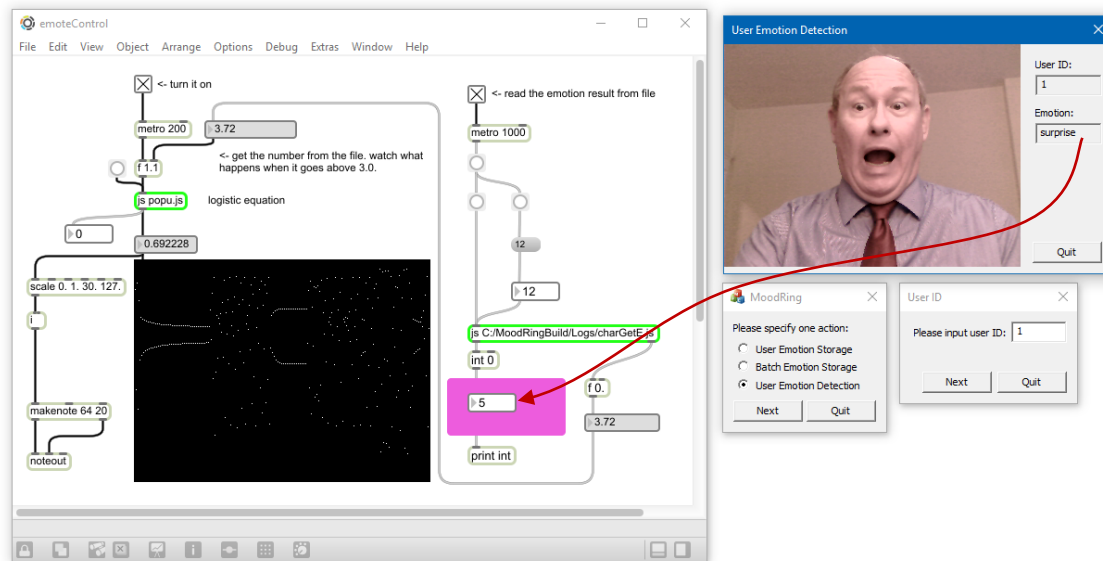 emoteControl
File Edit View Object Arrange Options Debug Extras Window Help
<- turn it on
metro 200
3.72
<- get the number from the file. watch what
happens when it goes above 3.0.
f 1.1
js popu.js
logistic equation
0
0.692228
scale 0. 1. 30. 127.
i
makenote 64 20
noteout
<- read the emotion result from file
metro 1000
12
12
js C:/MoodRingBuild/Logs/charGetE.js
int 0
f 0.
5
3.72
print int
User Emotion Detection
User ID:
1
Emotion:
surprise
Quit
MoodRing
Please specify one action:
User Emotion Storage
Batch Emotion Storage
User Emotion Detection
Next Quit
User ID
Please input user ID: 1
Next Quit